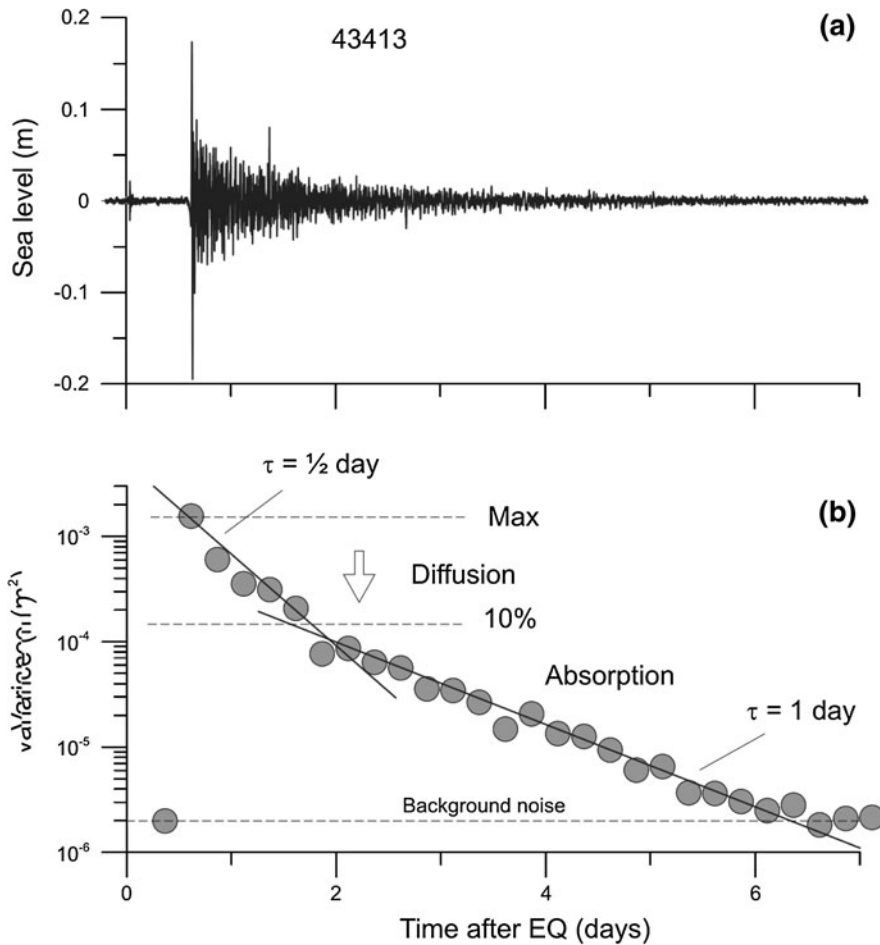 43413
(a)
0.2
0.1
0
-0.1
-0.2
Sea level (m)
τ = ½ day
(b)
Max
Diffusion
10%
Absorption
τ = 1 day
Background noise
10⁻³
10⁻⁴
10⁻⁵
10⁻⁶
0 2 4 6
Time after EQ (days)